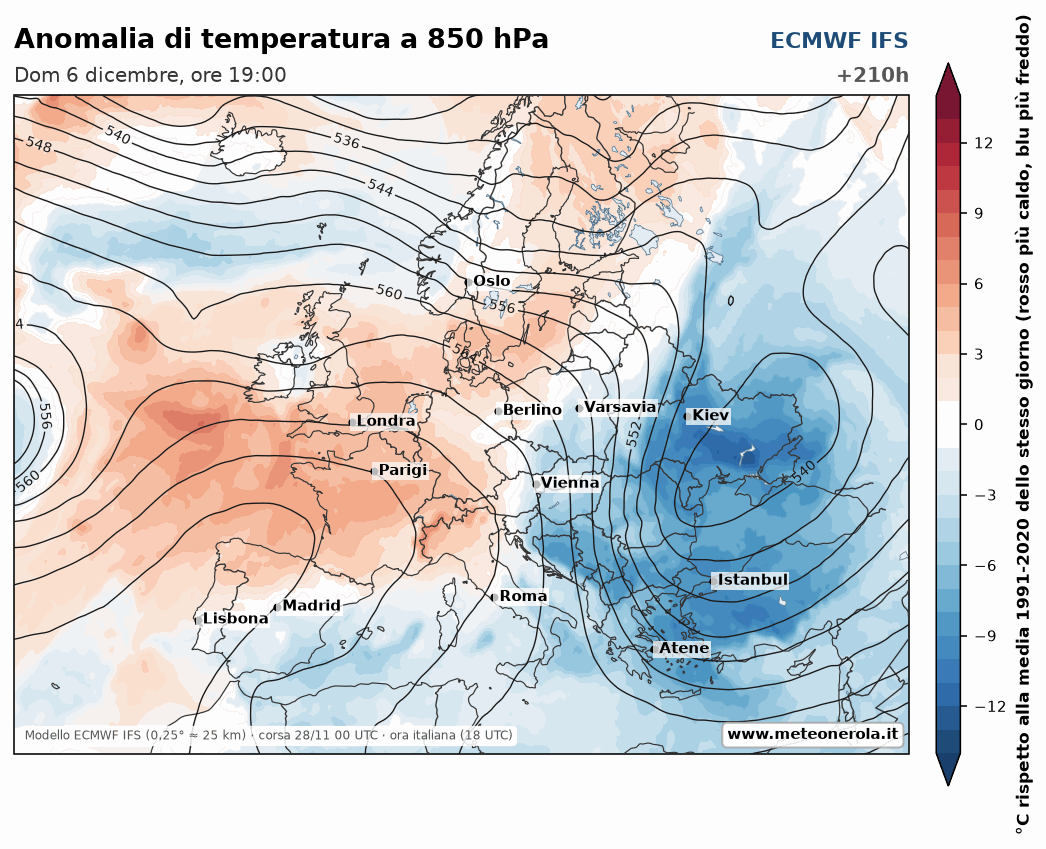 Anomalia di temperatura a 850 hPa
ECMWF IFS
Dom 6 dicembre, ore 19:00
+210h
548
540
536
544
560
556
552
540
556
560
4
Oslo
Berlino
Varsavia
Kiev
Londra
Parigi
Vienna
Istanbul
Roma
Madrid
Lisbona
Atene
Modello ECMWF IFS (0,25° ≈ 25 km) · corsa 28/11 00 UTC · ora italiana (18 UTC)
www.meteonerola.it
12
9
6
3
0
−3
−6
−9
−12
°C rispetto alla media 1991-2020 dello stesso giorno (rosso più caldo, blu più freddo)